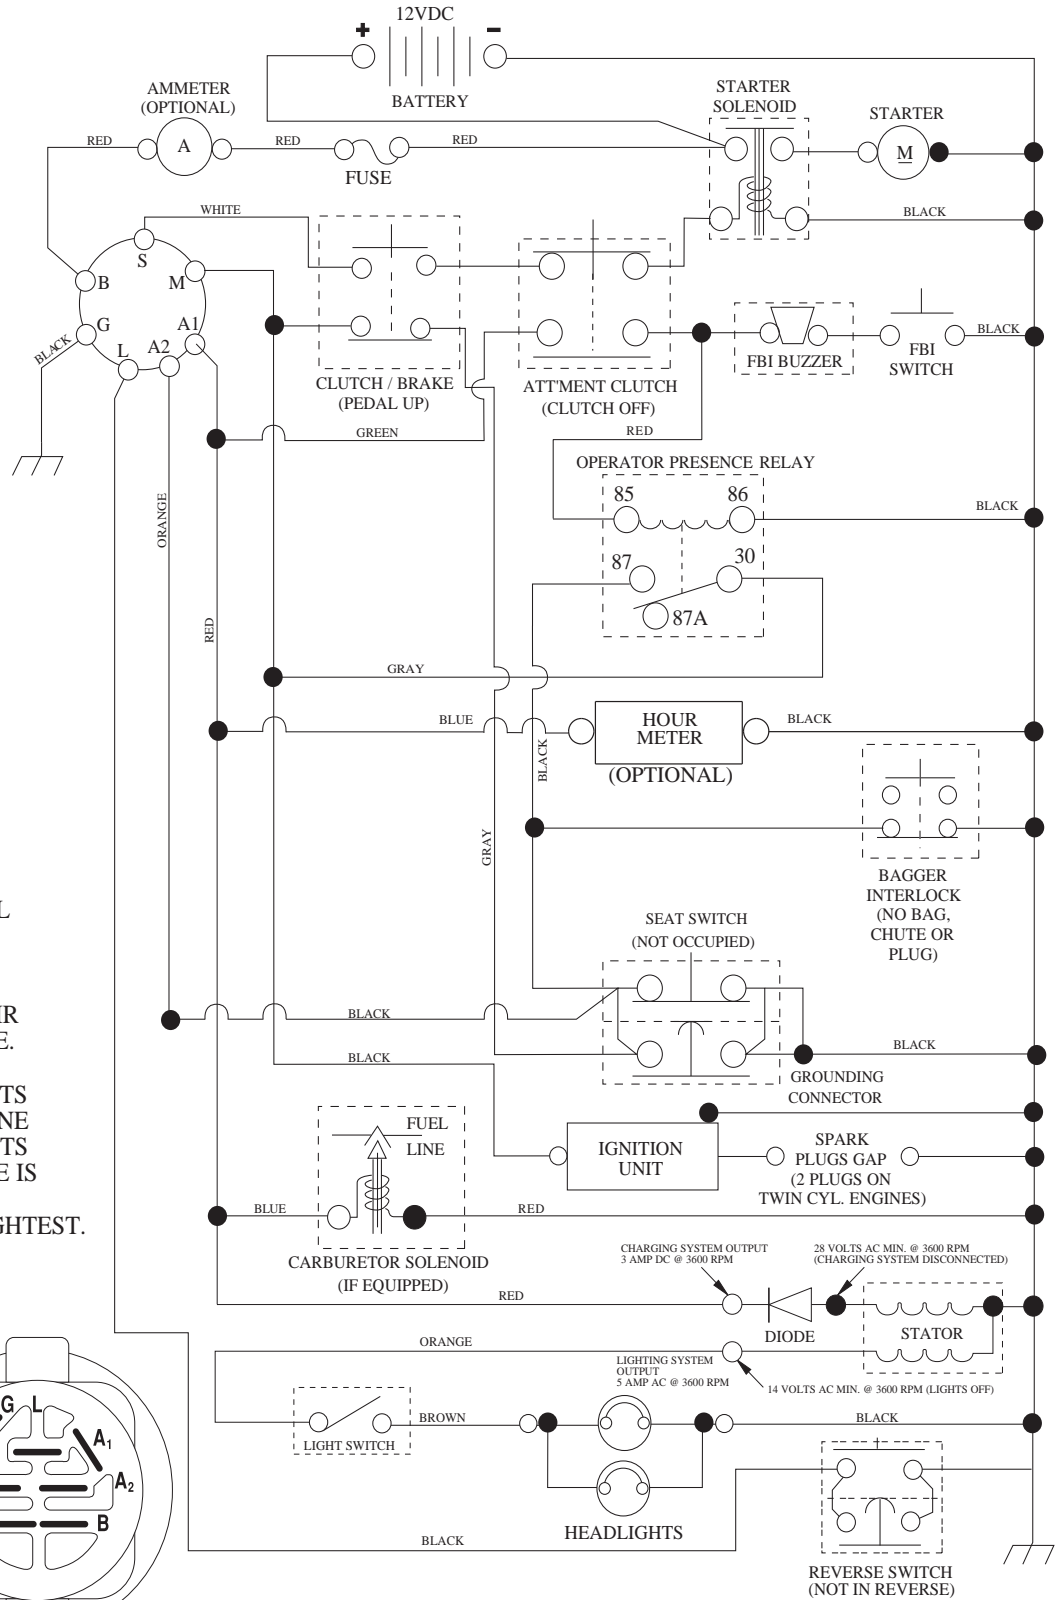 12VDC
+
–
BATTERY
AMMETER
(OPTIONAL)
STARTER
SOLENOID
STARTER
RED
A
RED
RED
FUSE
M
WHITE
BLACK
S
B
M
G
A1
L
A2
BLACK
CLUTCH / BRAKE
(PEDAL UP)
ATT'MENT CLUTCH
(CLUTCH OFF)
FBI BUZZER
FBI
SWITCH
BLACK
GREEN
RED
OPERATOR PRESENCE RELAY
85
86
BLACK
ORANGE
87
30
87A
RED
GRAY
BLUE
HOUR
METER
(OPTIONAL)
BLACK
BLACK
GRAY
BAGGER
INTERLOCK
(NO BAG,
CHUTE OR
PLUG)
L
SEAT SWITCH
(NOT OCCUPIED)
IR
E.
BLACK
BLACK
BLACK
GROUNDING
CONNECTOR
TS
NE
TS
E IS
GHTEST.
FUEL
LINE
IGNITION
UNIT
SPARK
PLUGS GAP
(2 PLUGS ON
TWIN CYL. ENGINES)
BLUE
RED
CARBURETOR SOLENOID
(IF EQUIPPED)
CHARGING SYSTEM OUTPUT
3 AMP DC @ 3600 RPM
28 VOLTS AC MIN. @ 3600 RPM
(CHARGING SYSTEM DISCONNECTED)
RED
DIODE
STATOR
ORANGE
LIGHTING SYSTEM
OUTPUT
5 AMP AC @ 3600 RPM
14 VOLTS AC MIN. @ 3600 RPM (LIGHTS OFF)
LIGHT SWITCH
BROWN
BLACK
HEADLIGHTS
BLACK
REVERSE SWITCH
(NOT IN REVERSE)
G
L
A1
A2
B